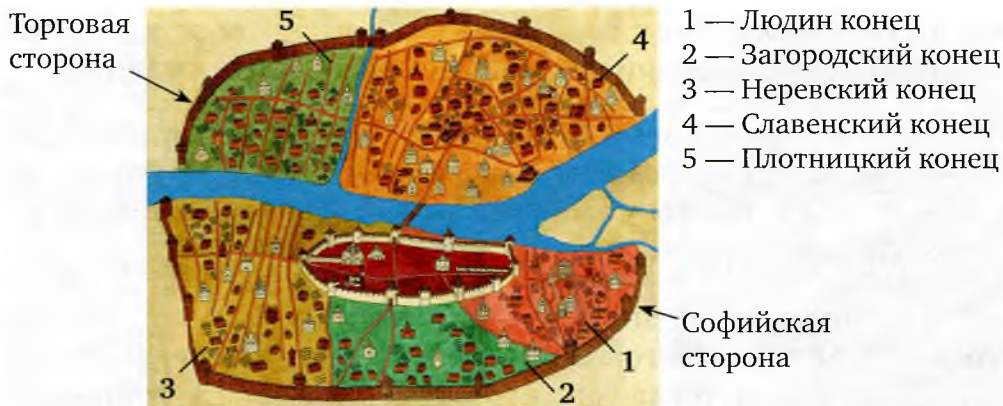 Торговая
сторона
5
4
3
2
1
1 — Людин конец
2 — Загородский конец
3 — Неревский конец
4 — Славенский конец
5 — Плотницкий конец
Софийская
сторона